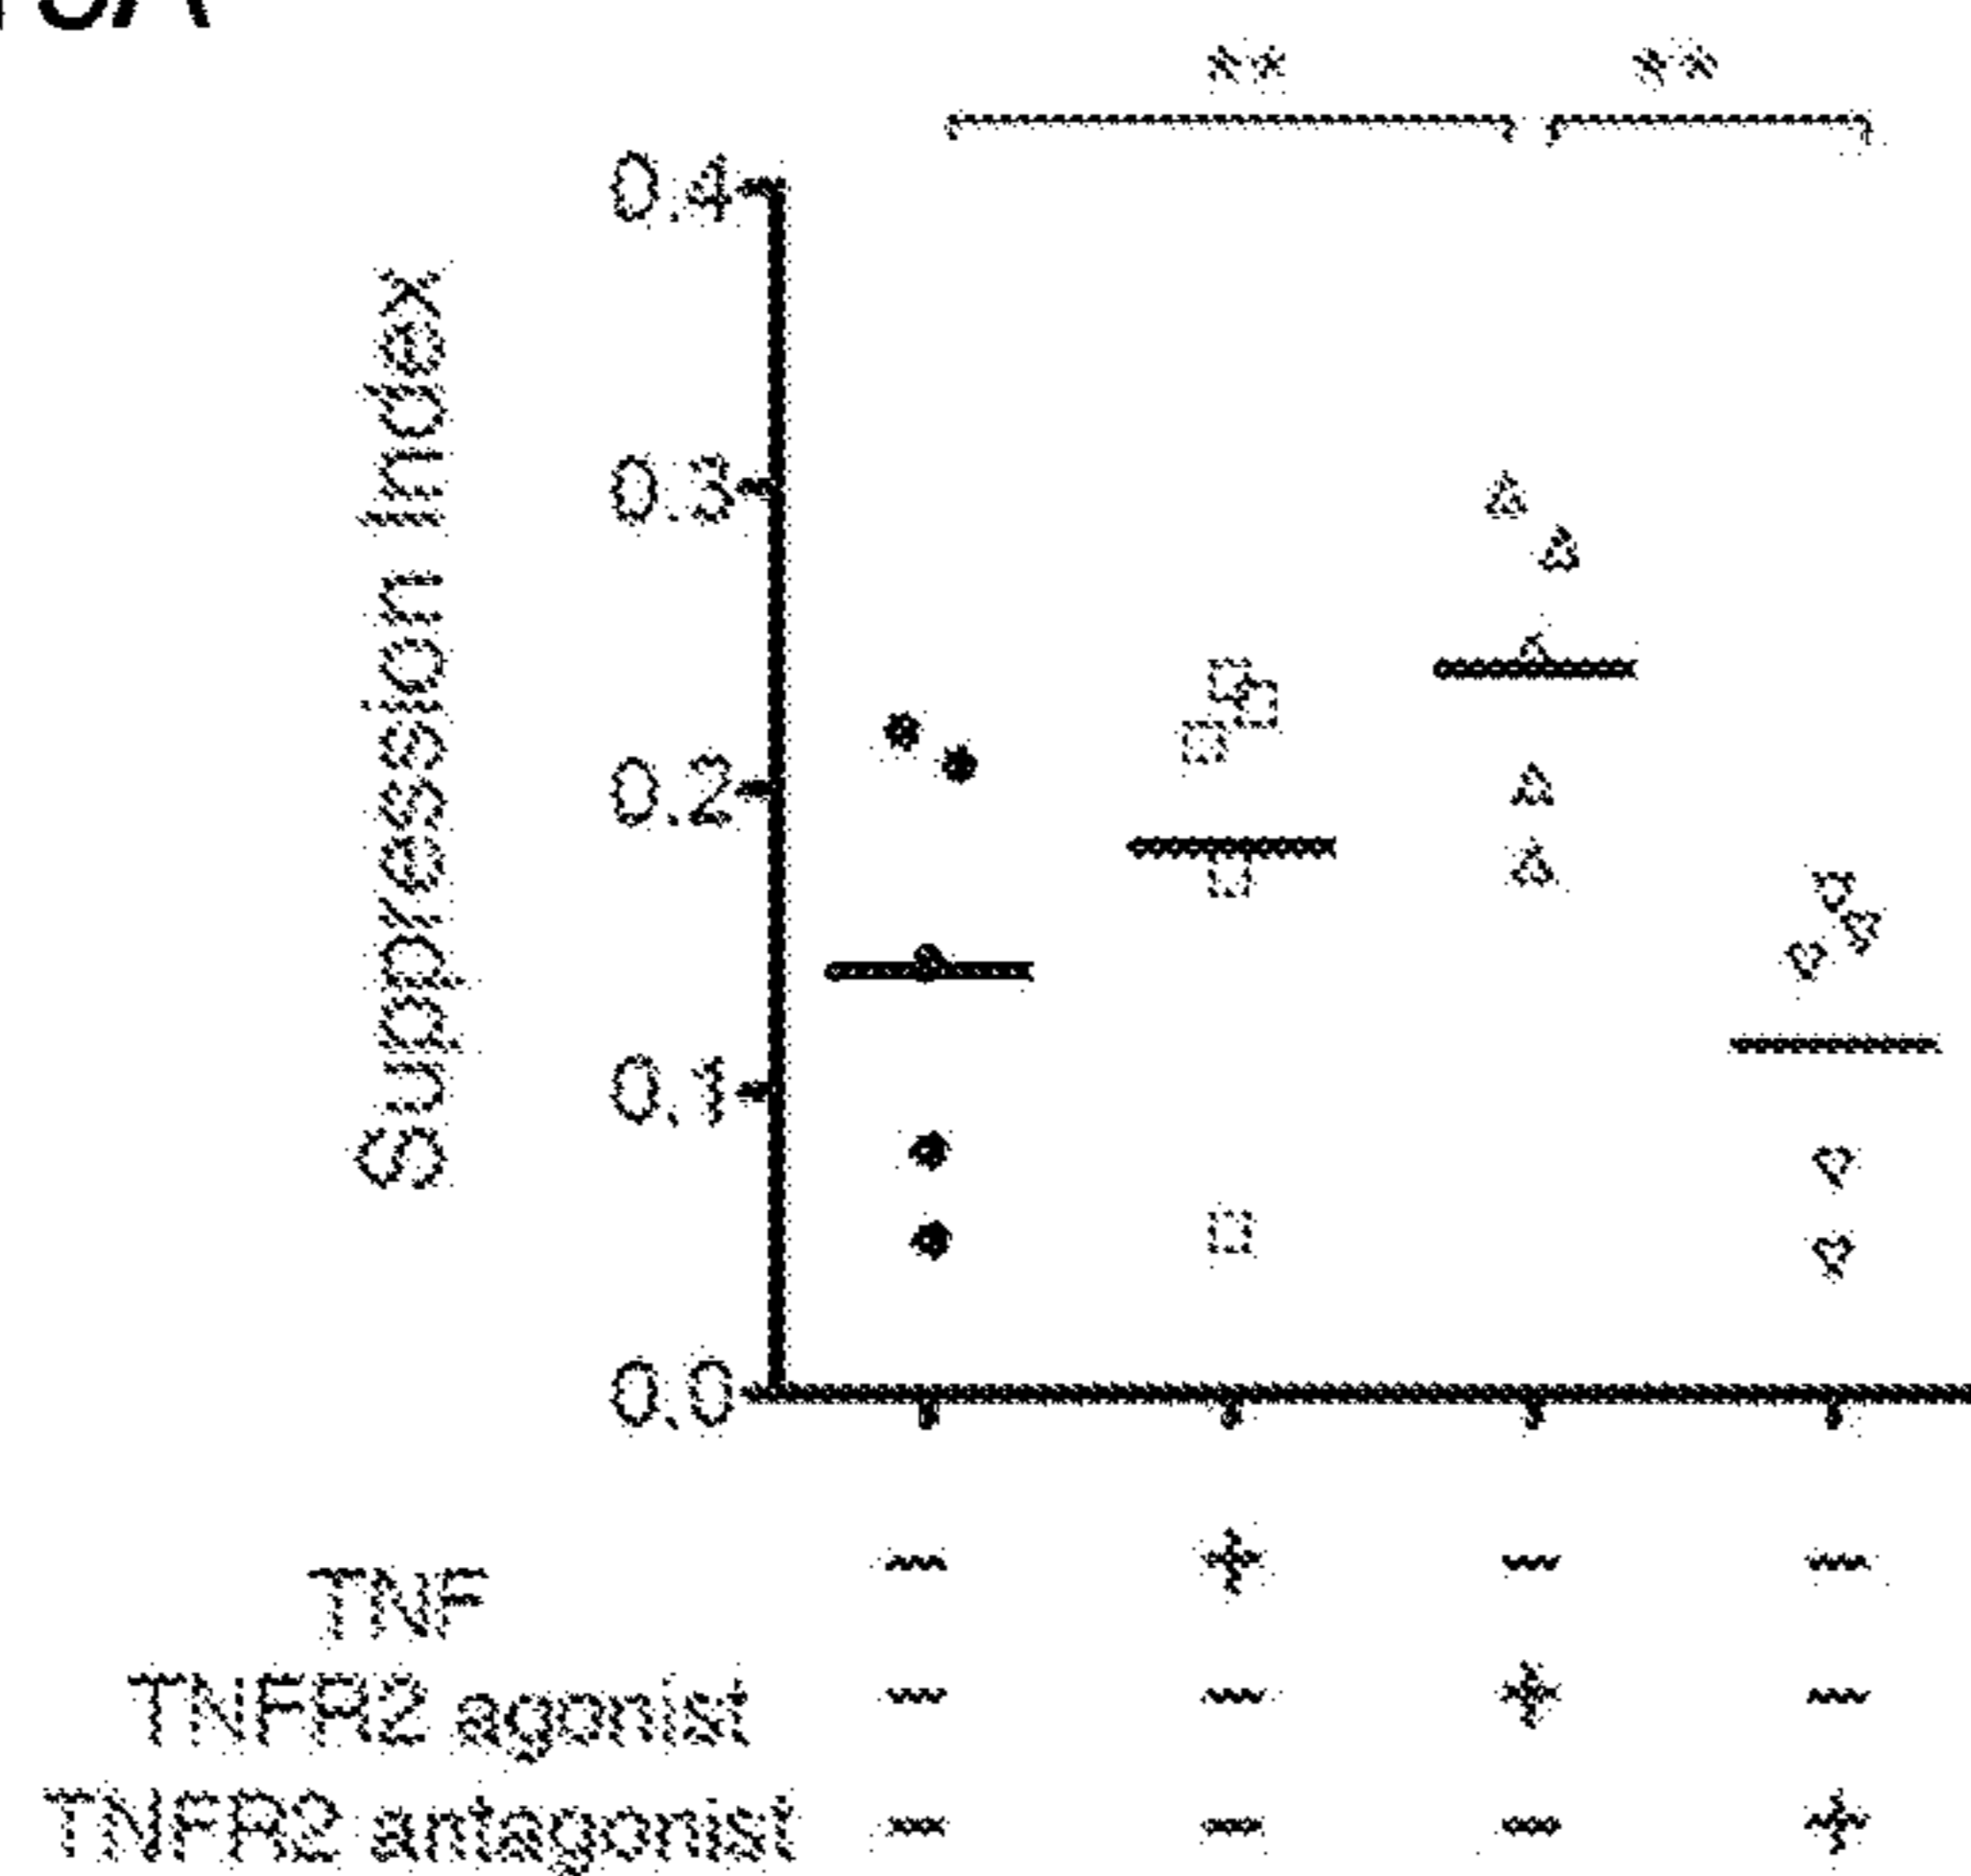 ** **
0.4
0.3
0.2
0.1
0.0
Suppression Index
TNF - + - -
TNFR2 agonist - - + -
TNFR2 antagonist - - - +